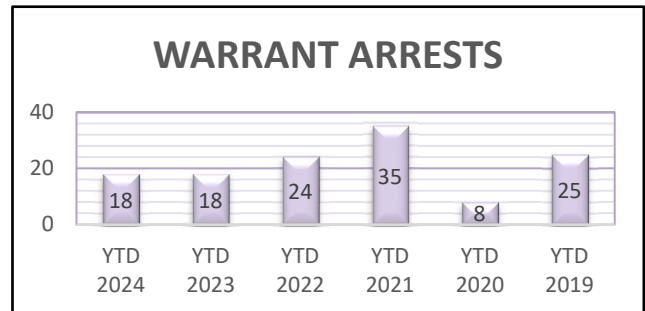 WARRANT ARRESTS
40
20
0
18
18
24
35
8
25
YTD 2024
YTD 2023
YTD 2022
YTD 2021
YTD 2020
YTD 2019